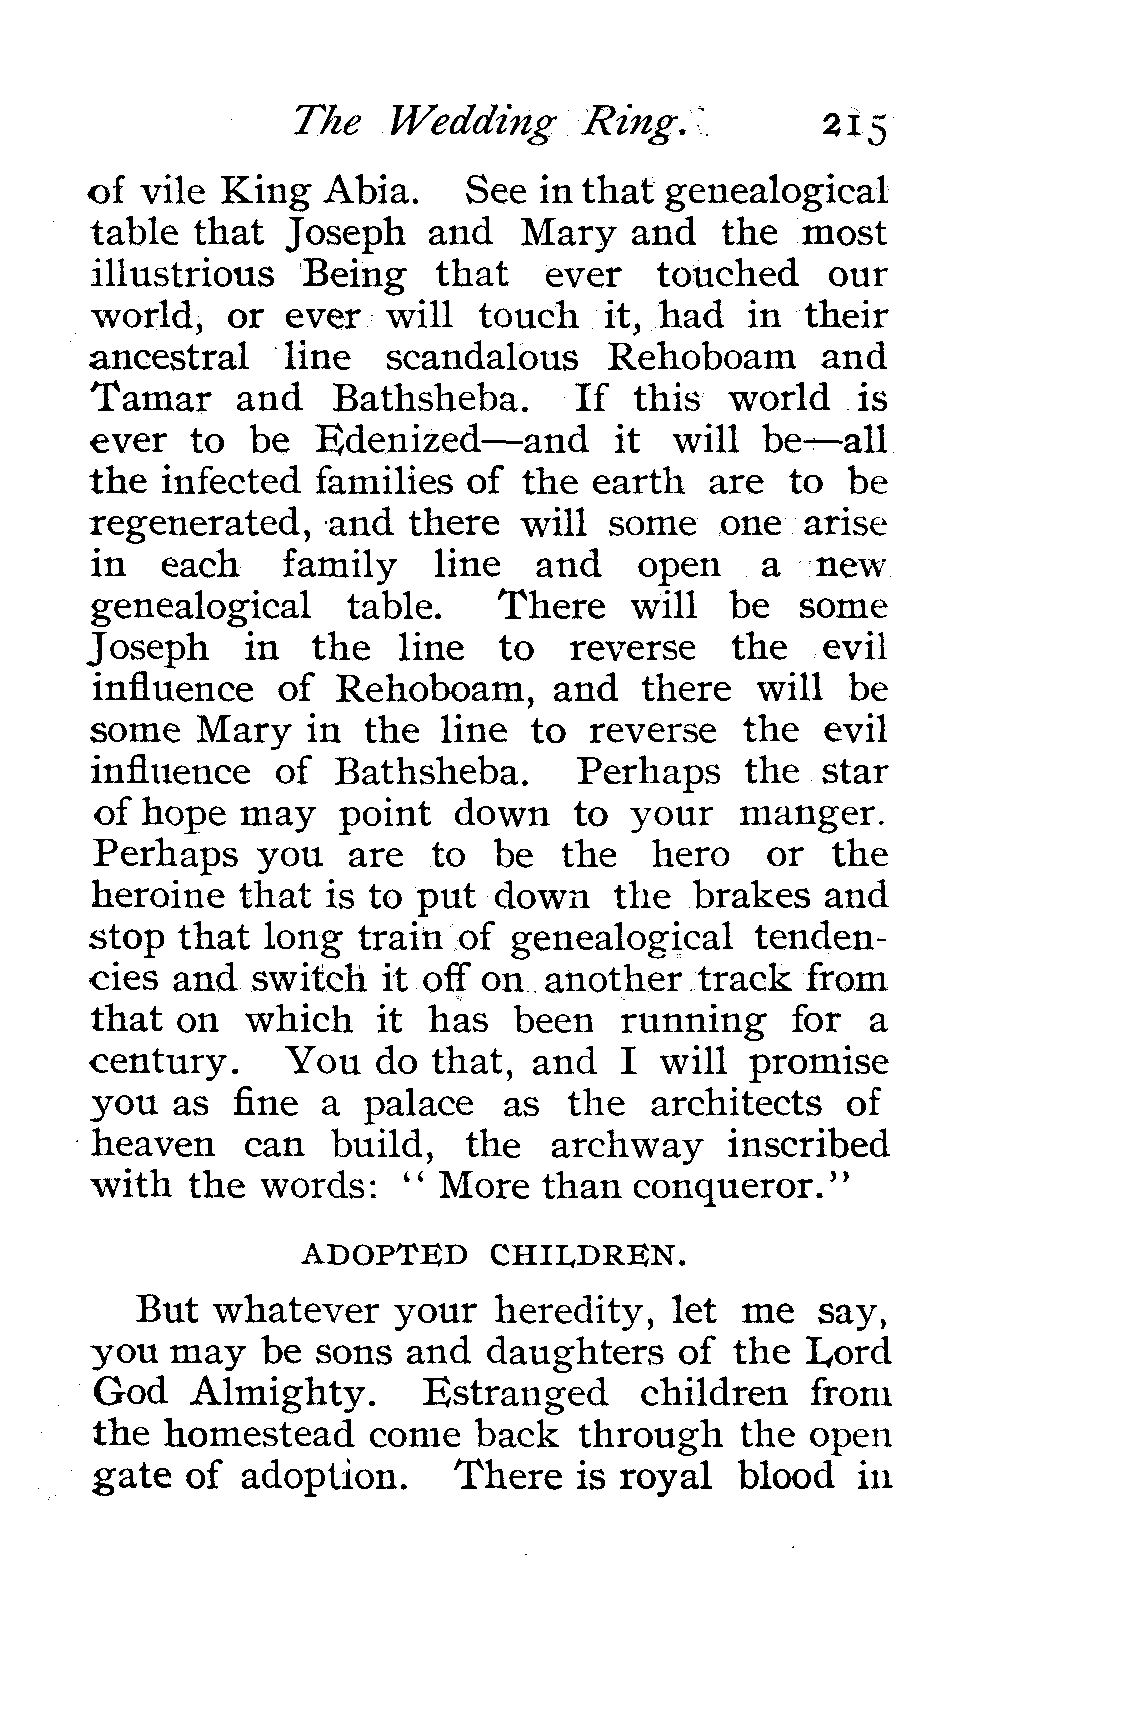 The Wedding Ring. 215
of vile King Abia. See in that genealogical
table that Joseph and Mary and the most
illustrious Being that ever touched our
world, or ever will touch it, had in their
ancestral line scandalous Rehoboam and
Tamar and Bathsheba. If this world is
ever to be Edenized—and it will be—all
the infected families of the earth are to be
regenerated, and there will some one arise
in each family line and open a new
genealogical table. There will be some
Joseph in the line to reverse the evil
influence of Rehoboam, and there will be
some Mary in the line to reverse the evil
influence of Bathsheba. Perhaps the star
of hope may point down to your manger.
Perhaps you are to be the hero or the
heroine that is to put down the brakes and
stop that long train of genealogical tenden-
cies and switch it off on another track from
that on which it has been running for a
century. You do that, and I will promise
you as fine a palace as the architects of
heaven can build, the archway inscribed
with the words: “More than conqueror.”
ADOPTED CHILDREN.
But whatever your heredity, let me say,
you may be sons and daughters of the Lord
God Almighty. Estranged children from
the homestead come back through the open
gate of adoption. There is royal blood in